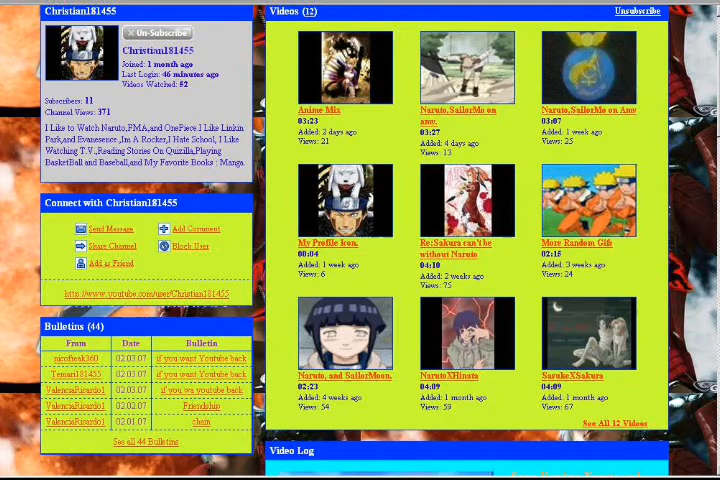 Christian181455
Un-Subscribe
Christian181455
Joined: 1 month ago
Last Login: 46 minutes ago
Videos Watched: 52
Subscribers: 11
Channel Views: 371
I Like to Watch Naruto,FMA,and OnePiece I Like Linkin
Park,and Evanesence ,Im A Rocker,I Hate School, I Like
Watching T.V.,Reading Stories On Quizilla,Playing
BasketBall and Baseball,and My Favorite Books : Manga.
Connect with Christian181455
Send Message
Add Comment
Share Channel
Block User
Add as Friend
http://www.youtube.com/user/Christian181455
Bulletins (44)
From Date Bulletin
nicofreak360 02.03.07 if you want Youtube back
Temari181455 02.03.07 if you want Youtube back
ValenciaRicardo1 02.03.07 if you wa youtube back
ValenciaRicardo1 02.02.07 Friendship
ValenciaRicardo1 02.01.07 chain
See all 44 Bulletins
Videos (12)
Unsubscribe
Anime Mix
03:23
Added: 2 days ago
Views: 21
Naruto,SailorMo on
amv.
03:27
Added: 4 days ago
Views: 13
Naruto,SailorMo on Amv
03:07
Added: 1 week ago
Views: 25
My Profile Icon.
00:04
Added: 1 week ago
Views: 6
Re:Sakura can't be
without Naruto
04:10
Added: 2 weeks ago
Views: 75
More Random Gifs
02:15
Added: 3 weeks ago
Views: 24
Naruto, and SailorMoon.
02:23
Added: 4 weeks ago
Views: 54
NarutoXHinata
04:09
Added: 1 month ago
Views: 59
SasukeXSakura
04:09
Added: 1 month ago
Views: 67
See All 12 Videos
Video Log